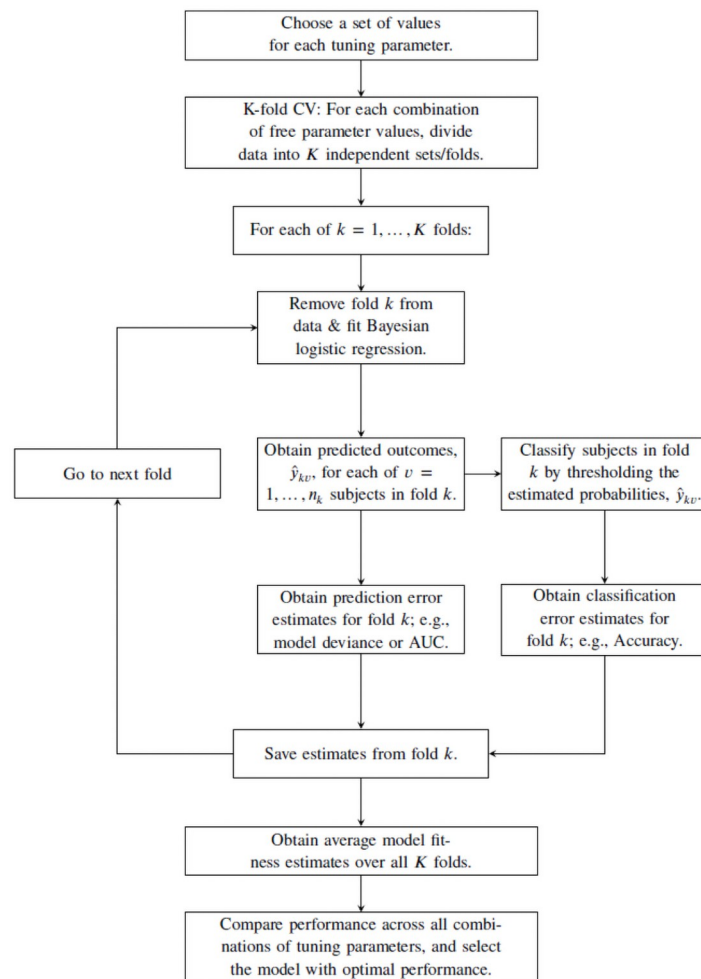 Choose a set of values
for each tuning parameter.
K-fold CV: For each combination
of free parameter values, divide
data into K independent sets/folds.
For each of k = 1, . . . , K folds:
Remove fold k from
data & fit Bayesian
logistic regression.
Go to next fold
Obtain predicted outcomes,
ŷ_{kv}, for each of v =
1, . . . , n_k subjects in fold k.
Classify subjects in fold
k by thresholding the
estimated probabilities, ŷ_{kv}.
Obtain prediction error
estimates for fold k; e.g.,
model deviance or AUC.
Obtain classification
error estimates for
fold k; e.g., Accuracy.
Save estimates from fold k.
Obtain average model fit-
ness estimates over all K folds.
Compare performance across all combi-
nations of tuning parameters, and select
the model with optimal performance.